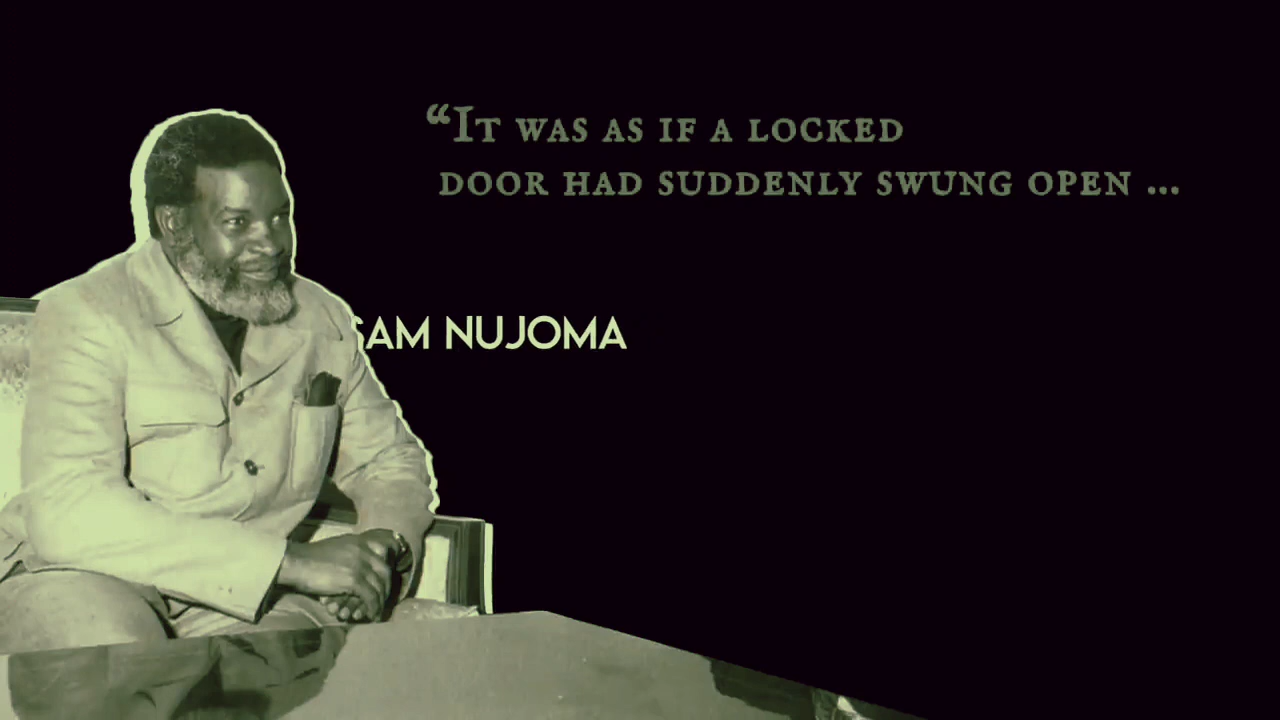 “It was as if a locked
door had suddenly swung open ...
SAM NUJOMA